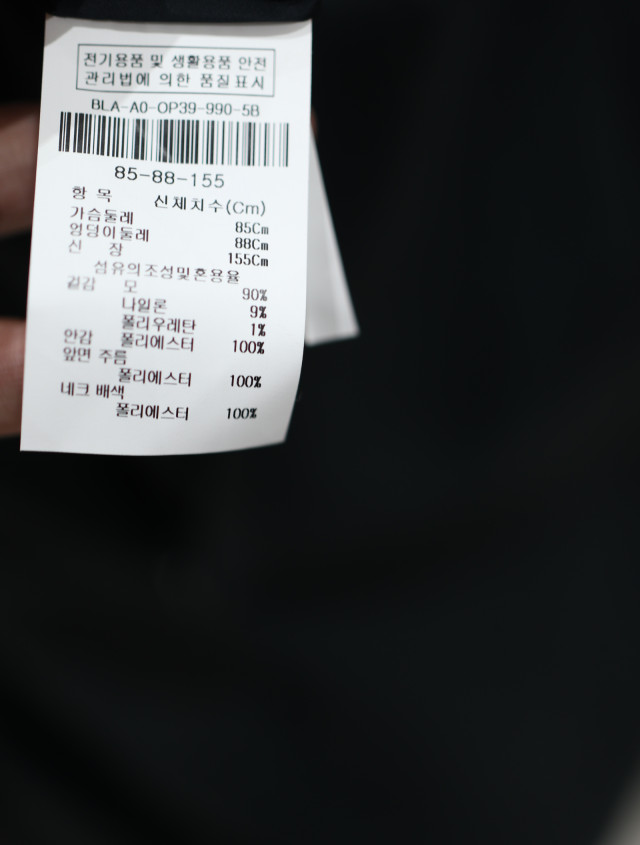 전기용품 및 생활용품 안전
관리법에 의한 품질표시
BLA-A0-OP39-990-5B
85-88-155
항 목 신체치수(Cm)
가슴둘레 85Cm
엉덩이둘레 88Cm
신 장 155Cm
섬유의조성및혼용율
겉감 모 90%
나일론 9%
폴리우레탄 1%
안감 폴리에스터 100%
앞면 주름
폴리에스터 100%
네크 배색
폴리에스터 100%